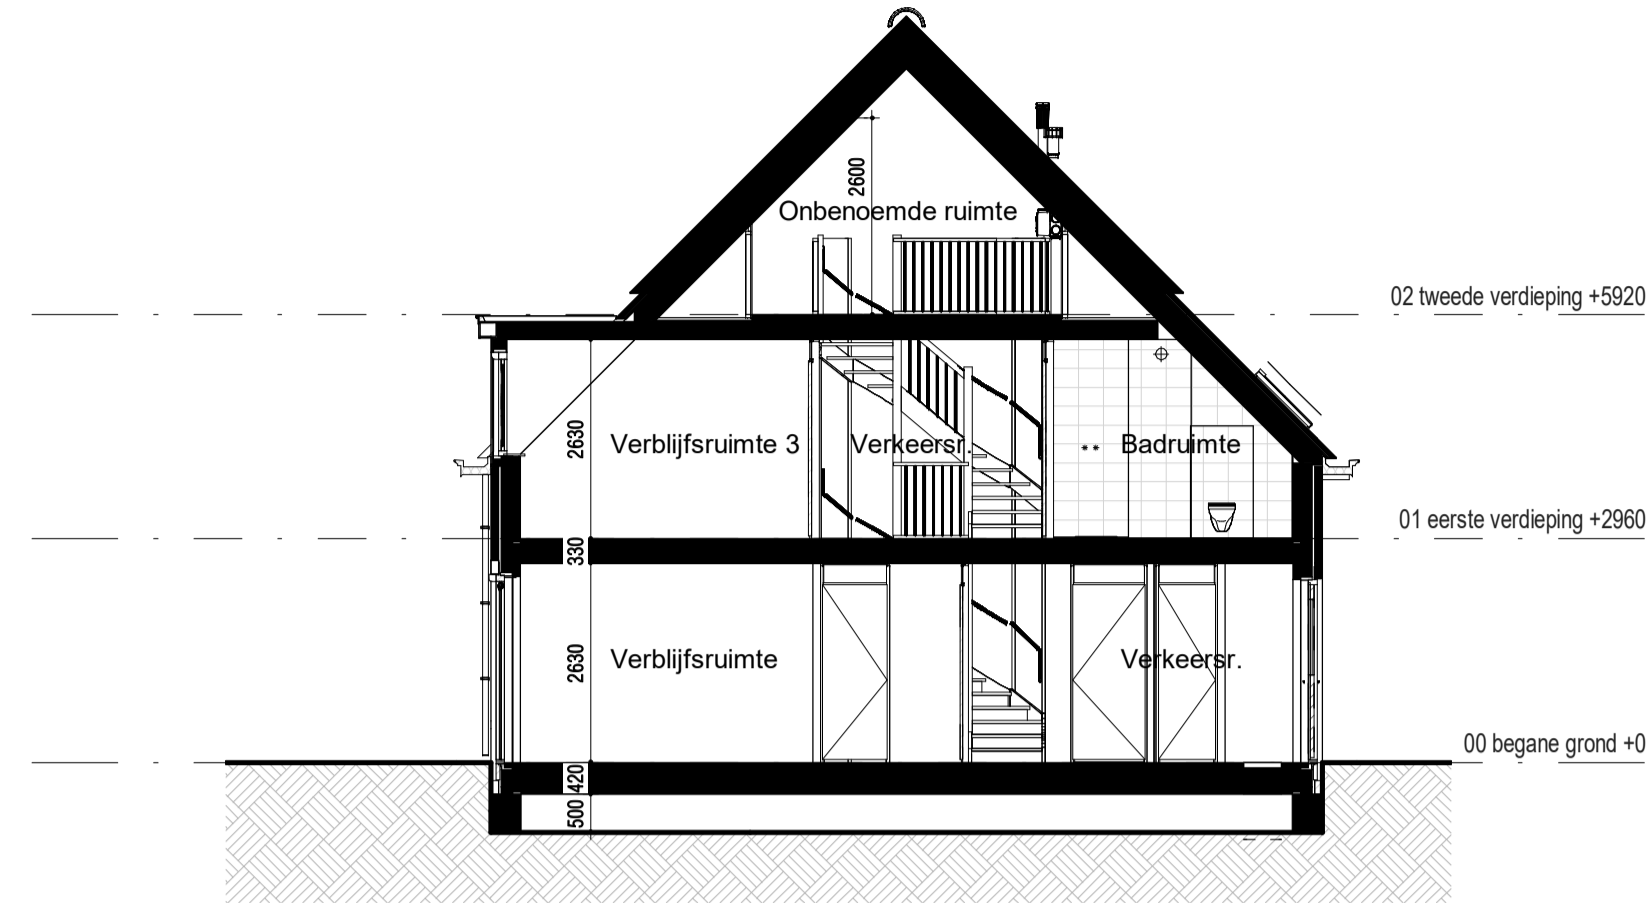 2600
Onbenoemde ruimte
02 tweede verdieping +5920
2630
Verblijfsruimte 3
Verkeersr.
Badruimte
01 eerste verdieping +2960
330
2630
Verblijfsruimte
Verkeersr.
00 begane grond +0
420
500